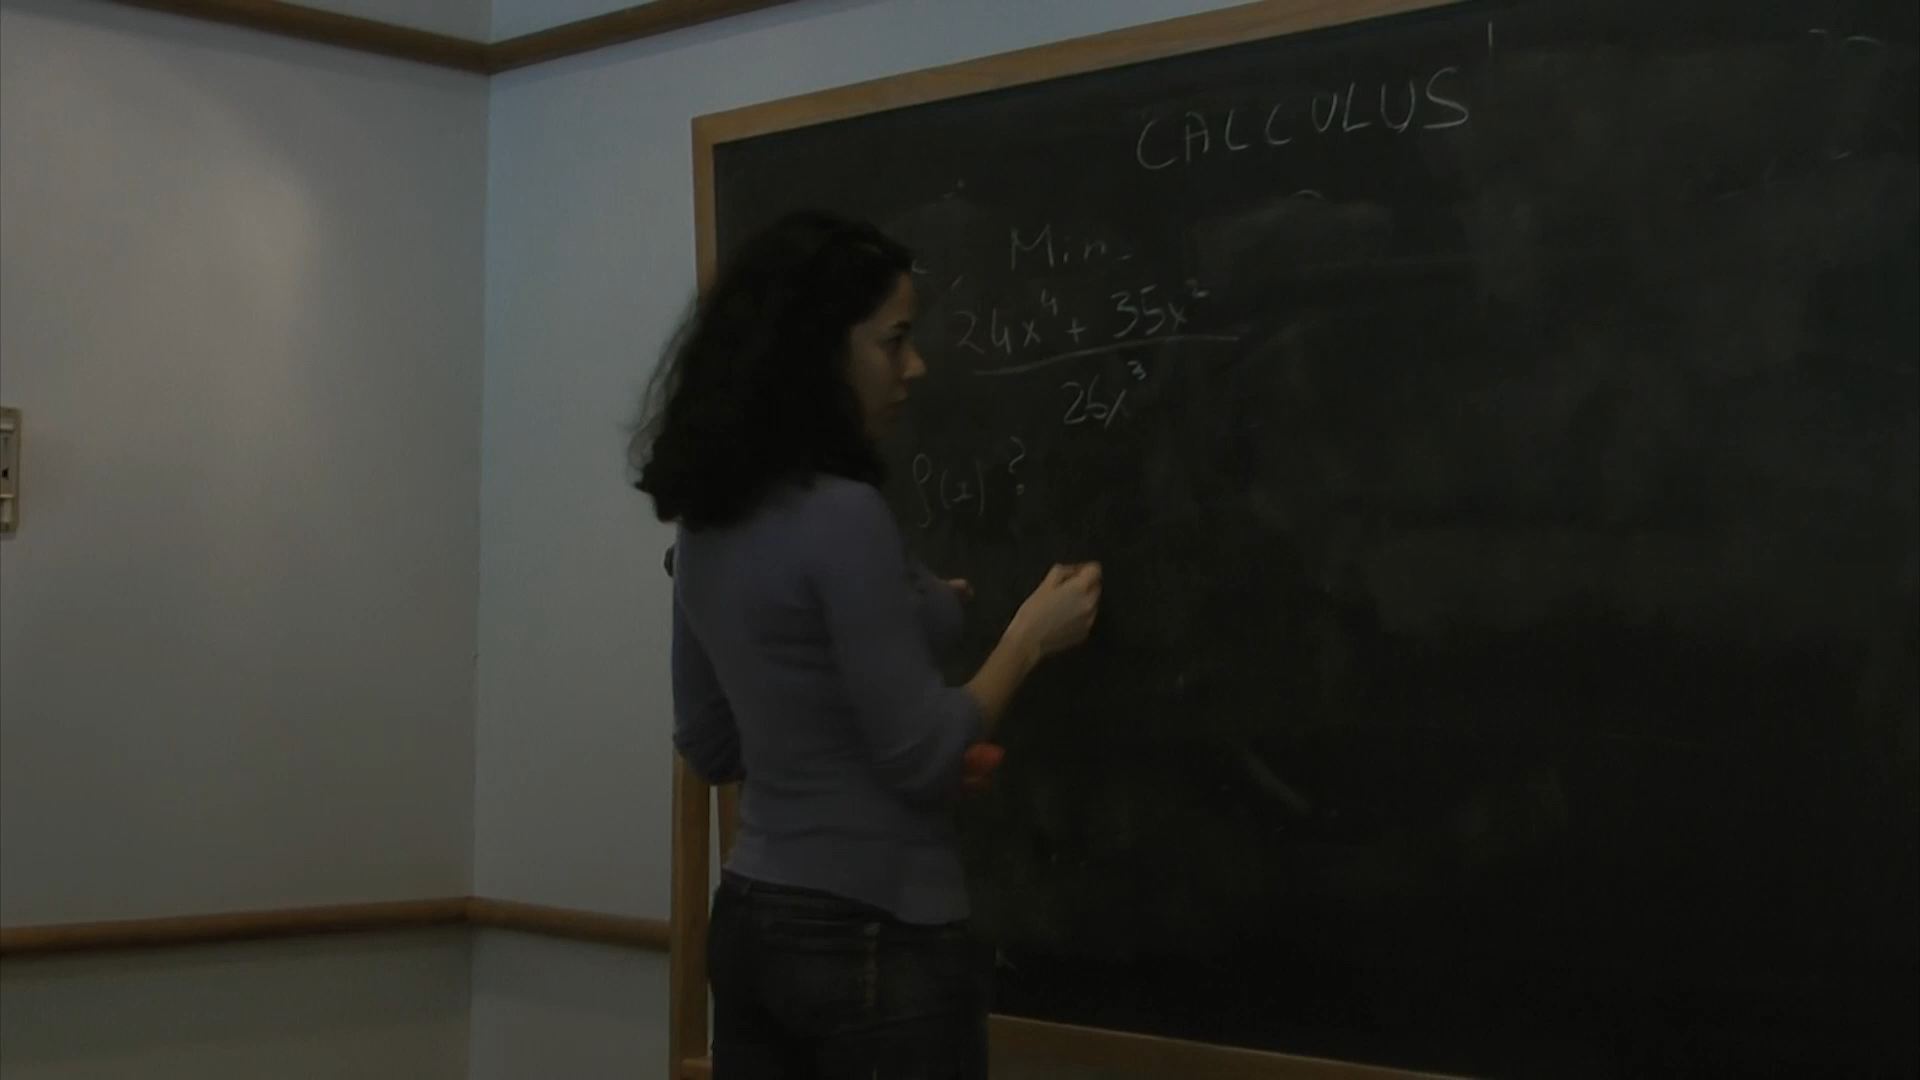 CALCULUS
Min
24x⁴ + 35x²
26x³
f(x)?